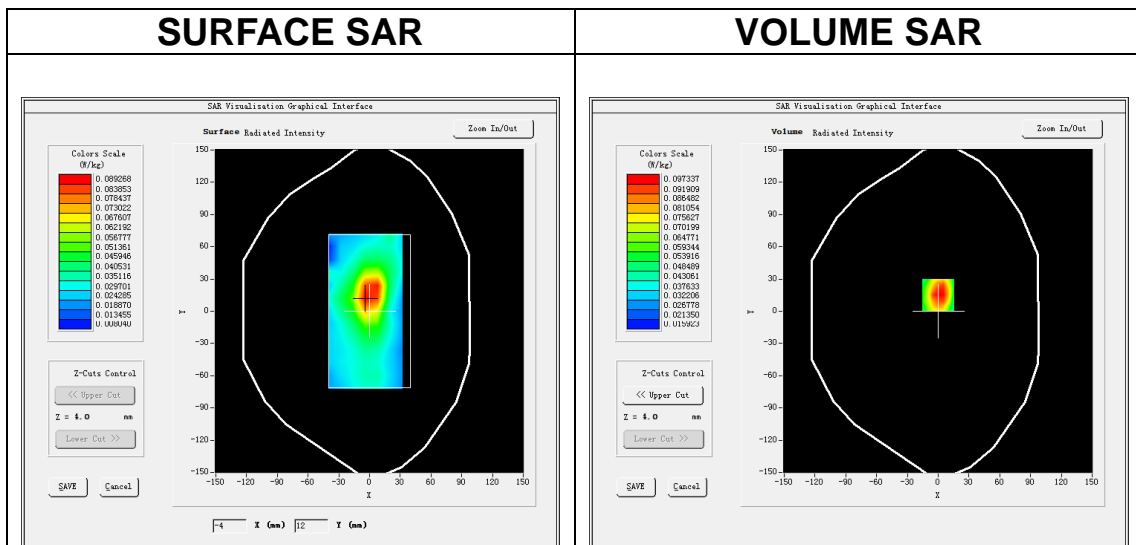 SURFACE SAR
VOLUME SAR
SAR Visualisation Graphical Interface
Surface Radiated Intensity
Zoom In/Out
Colors Scale
(W/kg)
0.089268
0.083853
0.078437
0.073022
0.067607
0.062192
0.056777
0.051361
0.045946
0.040531
0.035116
0.029701
0.024285
0.018870
0.013455
0.008040
150
120
90
60
30
0
-30
-60
-90
-120
-150
Y
-150 -120 -90 -60 -30 0 30 60 90 120 150
X
Z-Cuts Control
<< Upper Cut
Z = 4.0 mm
Lower Cut >>
SAVE Cancel
-4 X (mm) 12 Y (mm)
SAR Visualisation Graphical Interface
Volume Radiated Intensity
Zoom In/Out
Colors Scale
(W/kg)
0.097337
0.091909
0.086482
0.081054
0.075627
0.070199
0.064771
0.059344
0.053916
0.048489
0.043061
0.037633
0.032206
0.026778
0.021350
0.015923
150
120
90
60
30
0
-30
-60
-90
-120
-150
Y
-150 -120 -90 -60 -30 0 30 60 90 120 150
X
Z-Cuts Control
<< Upper Cut
Z = 4.0 mm
Lower Cut >>
SAVE Cancel